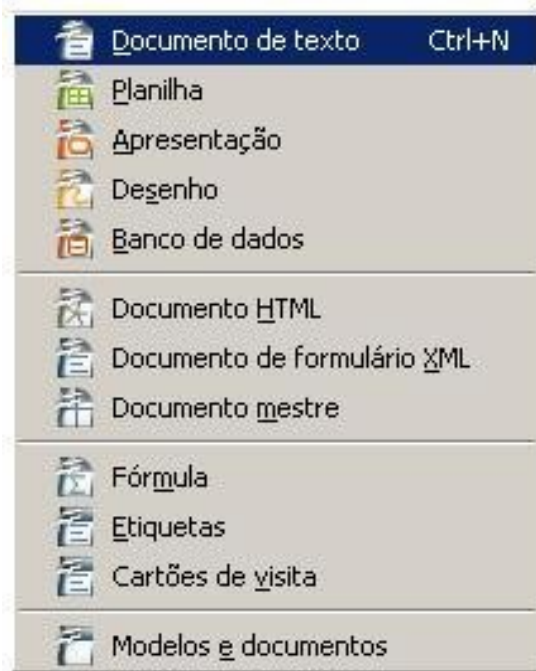 Documento de texto Ctrl+N
Planilha
Apresentação
Desenho
Banco de dados
Documento HTML
Documento de formulário XML
Documento mestre
Fórmula
Etiquetas
Cartões de visita
Modelos e documentos